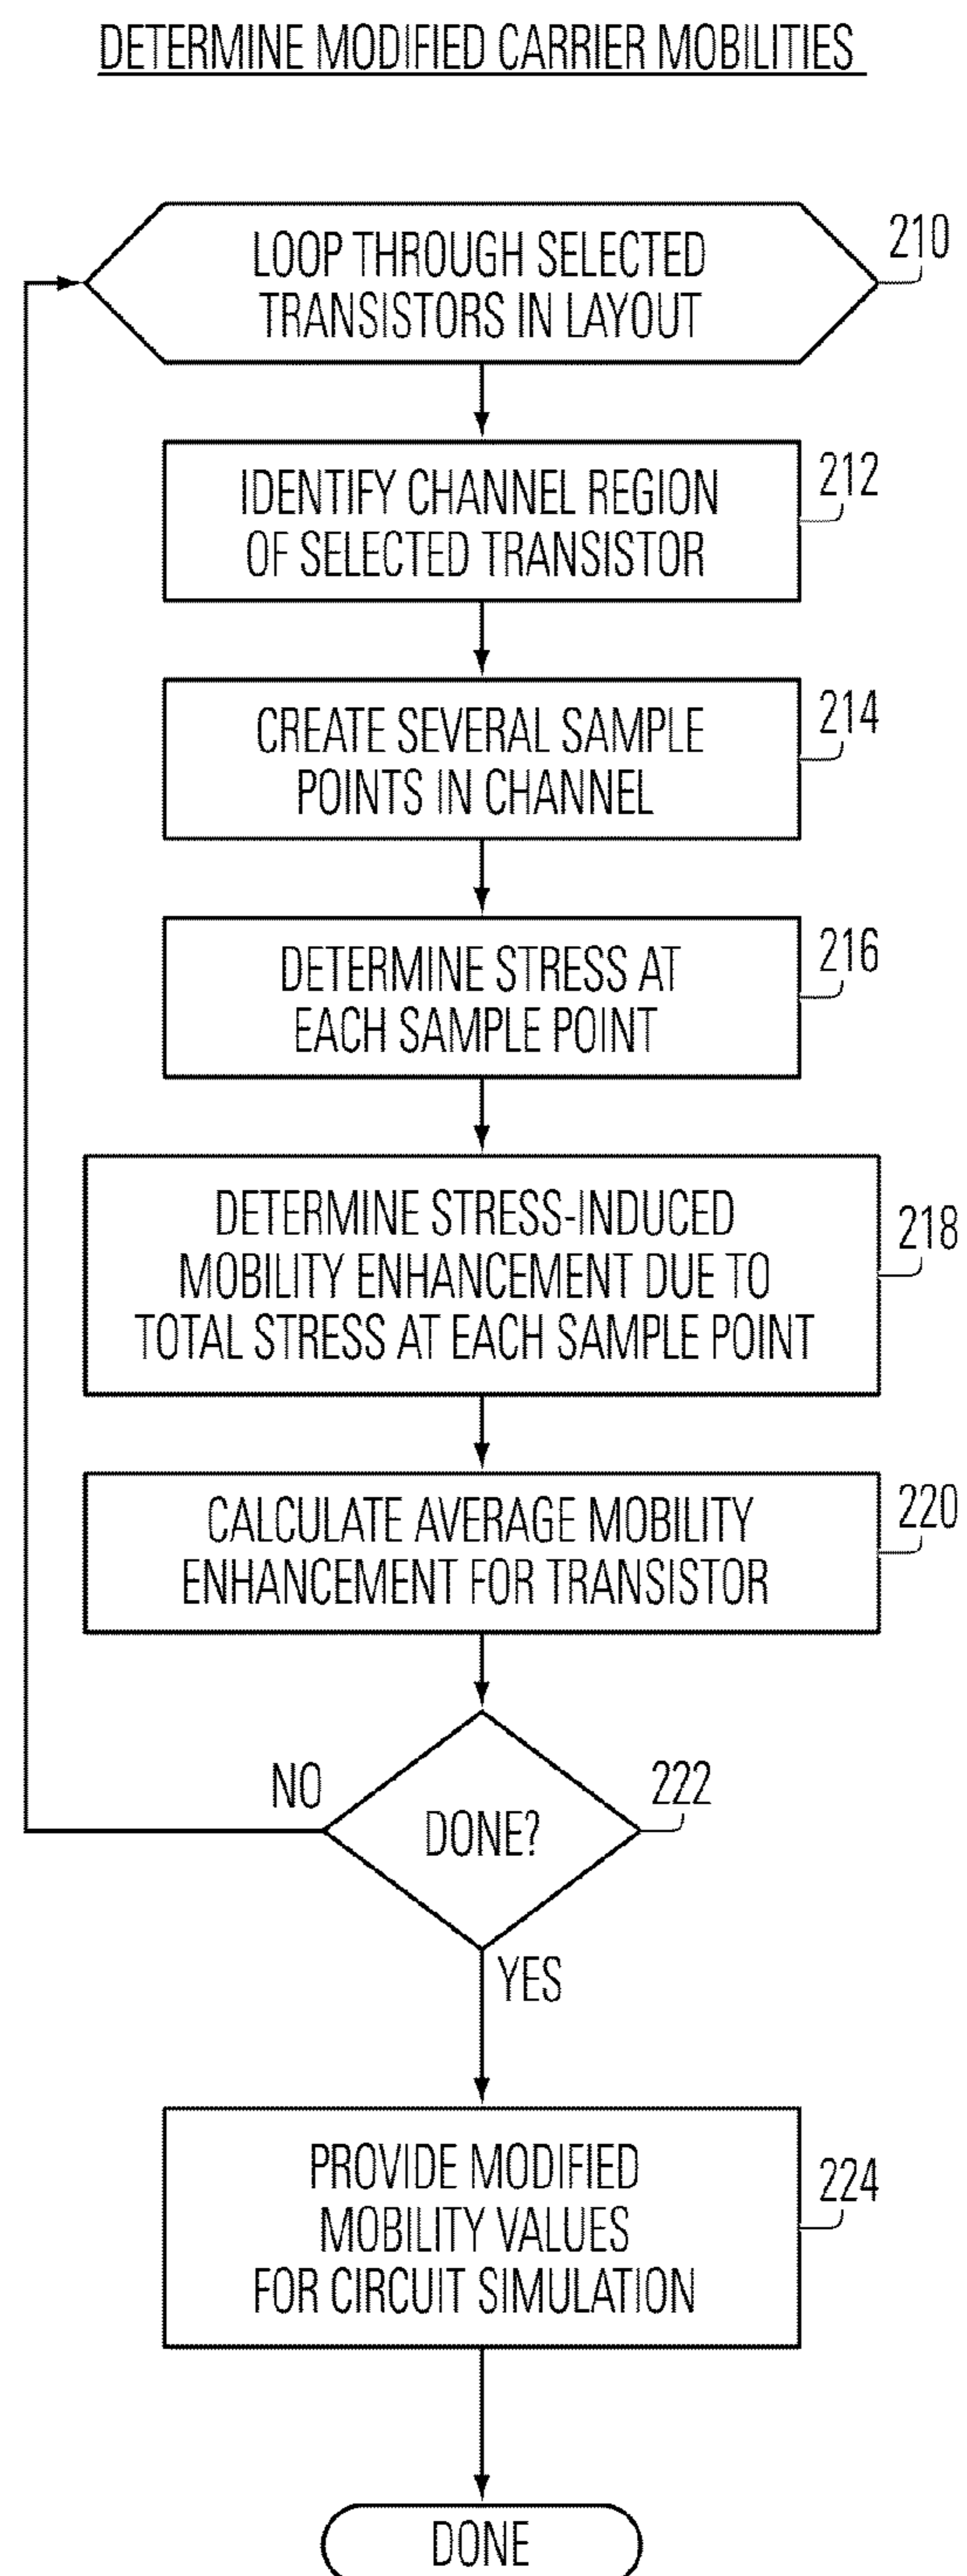 DETERMINE MODIFIED CARRIER MOBILITIES
LOOP THROUGH SELECTED
TRANSISTORS IN LAYOUT
210
IDENTIFY CHANNEL REGION
OF SELECTED TRANSISTOR
212
CREATE SEVERAL SAMPLE
POINTS IN CHANNEL
214
DETERMINE STRESS AT
EACH SAMPLE POINT
216
DETERMINE STRESS-INDUCED
MOBILITY ENHANCEMENT DUE TO
TOTAL STRESS AT EACH SAMPLE POINT
218
CALCULATE AVERAGE MOBILITY
ENHANCEMENT FOR TRANSISTOR
220
NO
DONE?
222
YES
PROVIDE MODIFIED
MOBILITY VALUES
FOR CIRCUIT SIMULATION
224
DONE